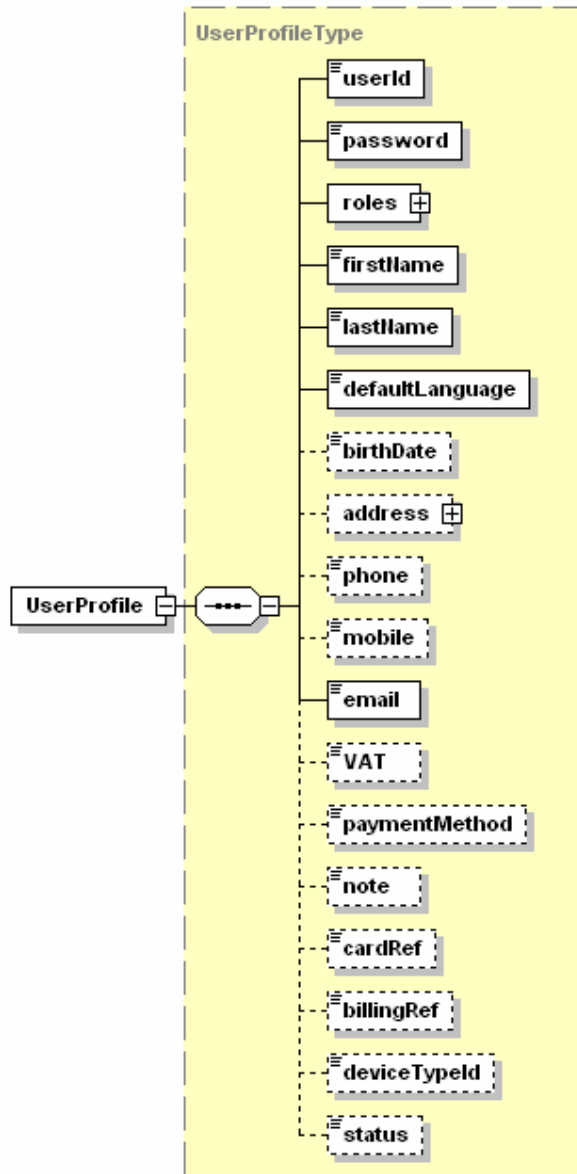 UserProfileType
userId
password
roles
firstName
lastName
defaultLanguage
birthDate
address
phone
UserProfile
mobile
email
VAT
paymentMethod
note
cardRef
billingRef
deviceTypeId
status